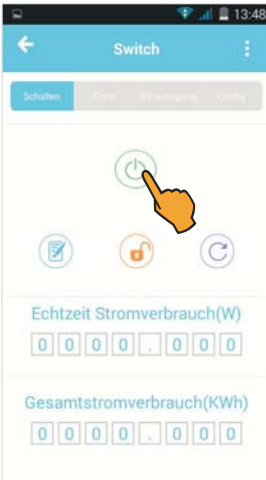 13:48
Switch
Schalten Timer Berechtigung Config
Echtzeit Stromverbrauch(W)
0 0 0 0 . 0 0 0
Gesamtstromverbrauch(KWh)
0 0 0 0 . 0 0 0